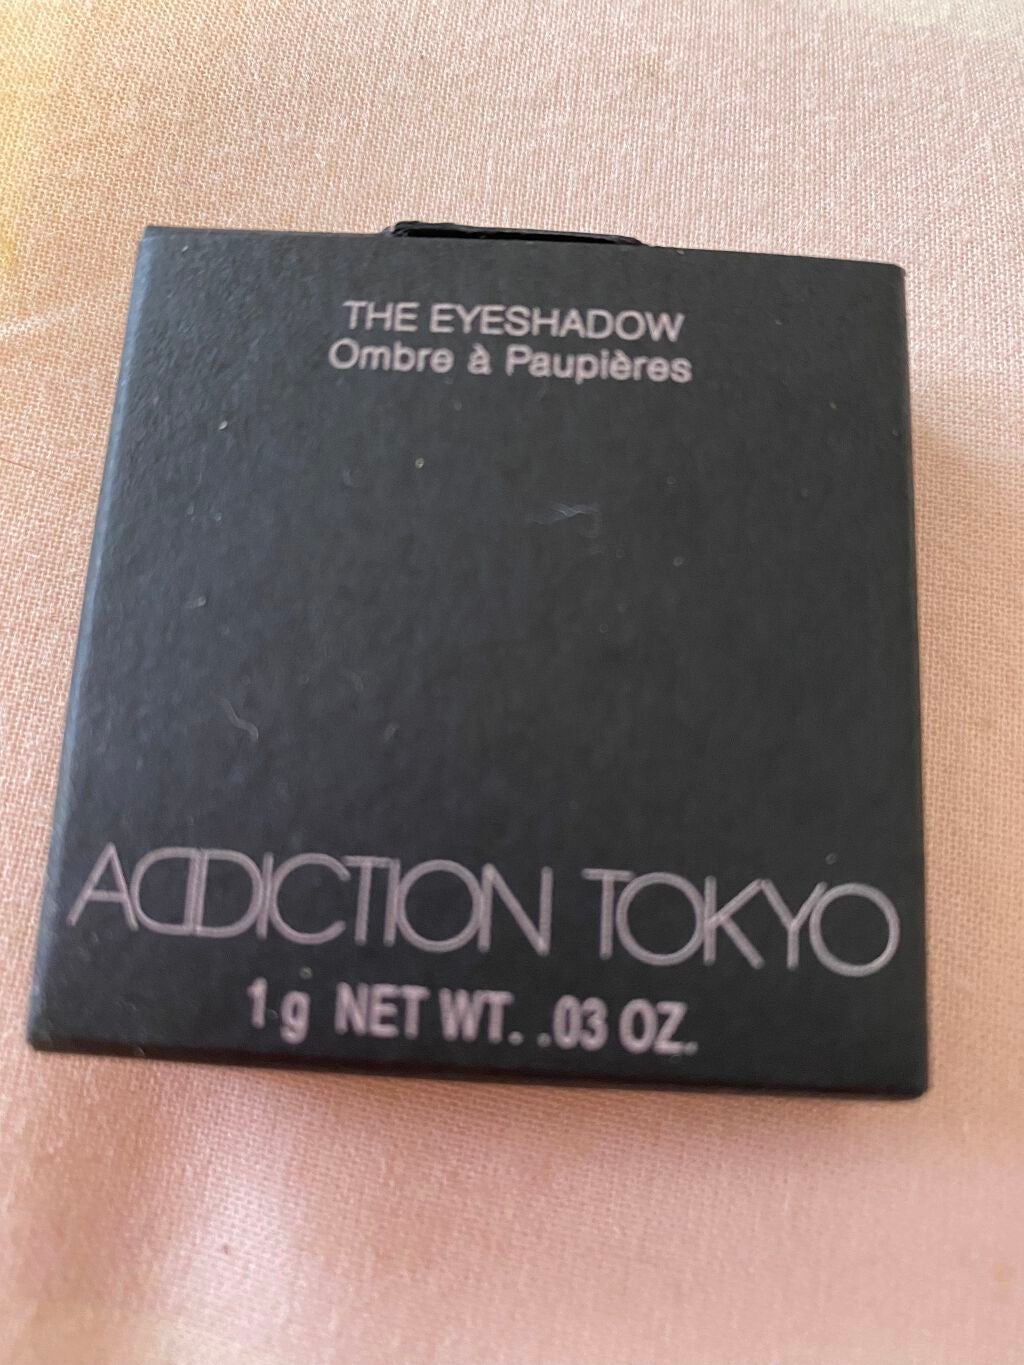 THE EYESHADOW
Ombre à Paupières
ADDICTION TOKYO
1 g NET WT. .03 OZ.